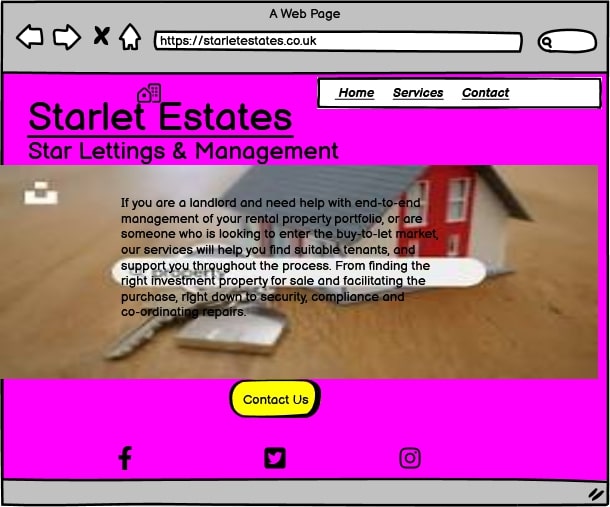 A Web Page
https://starletestates.co.uk
Home Services Contact
Starlet Estates
Star Lettings & Management
If you are a landlord and need help with end-to-end
management of your rental property portfolio, or are
someone who is looking to enter the buy-to-let market,
our services will help you find suitable tenants, and
support you throughout the process. From finding the
right investment property for sale and facilitating the
purchase, right down to security, compliance and
co-ordinating repairs.
Contact Us